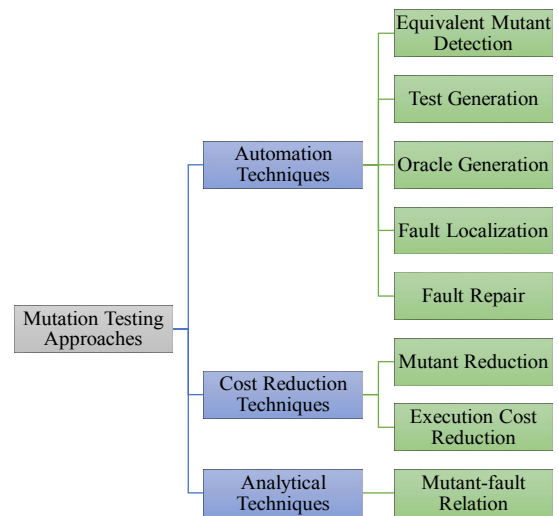 Mutation Testing
Approaches
Automation
Techniques
Equivalent Mutant
Detection
Test Generation
Oracle Generation
Fault Localization
Fault Repair
Cost Reduction
Techniques
Mutant Reduction
Execution Cost
Reduction
Analytical
Techniques
Mutant-fault
Relation